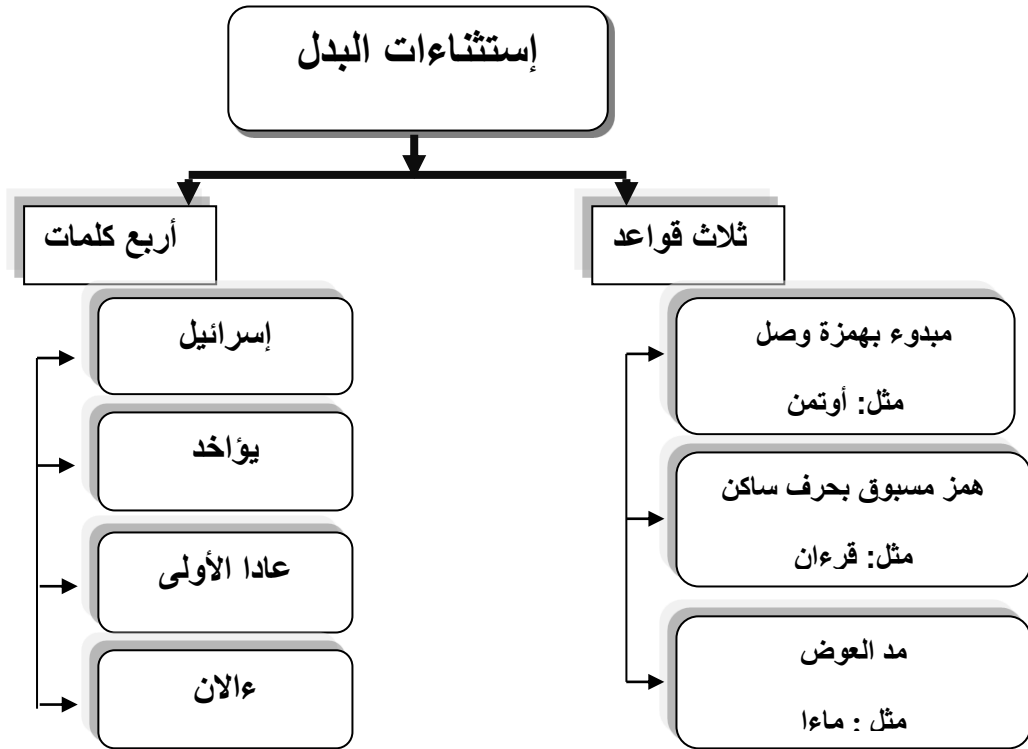 إستثناءات البدل
ثلاث قواعد
مبدوء بهمزة وصل
مثل: أوتمن
همز مسبوق بحرف ساكن
مثل: قرءان
مد العوض
مثل : ماءا
أربع كلمات
إسرائيل
يؤاخد
عادا الأولى
ءالان